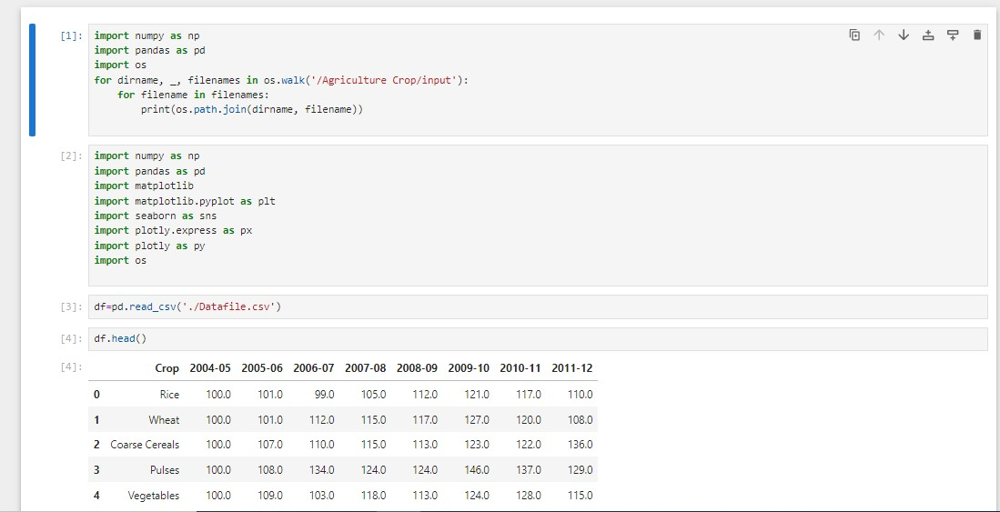 [1]: import numpy as np
import pandas as pd
import os
for dirname, _, filenames in os.walk('/Agriculture Crop/input'):
    for filename in filenames:
        print(os.path.join(dirname, filename))
[2]: import numpy as np
import pandas as pd
import matplotlib
import matplotlib.pyplot as plt
import seaborn as sns
import plotly.express as px
import plotly as py
import os
[3]: df=pd.read_csv('./Datafile.csv')
[4]: df.head()
[4]: Crop 2004-05 2005-06 2006-07 2007-08 2008-09 2009-10 2010-11 2011-12
0 Rice 100.0 101.0 99.0 105.0 112.0 121.0 117.0 110.0
1 Wheat 100.0 101.0 112.0 115.0 117.0 127.0 120.0 108.0
2 Coarse Cereals 100.0 107.0 110.0 115.0 113.0 123.0 122.0 136.0
3 Pulses 100.0 108.0 134.0 124.0 124.0 146.0 137.0 129.0
4 Vegetables 100.0 109.0 103.0 118.0 113.0 124.0 128.0 115.0